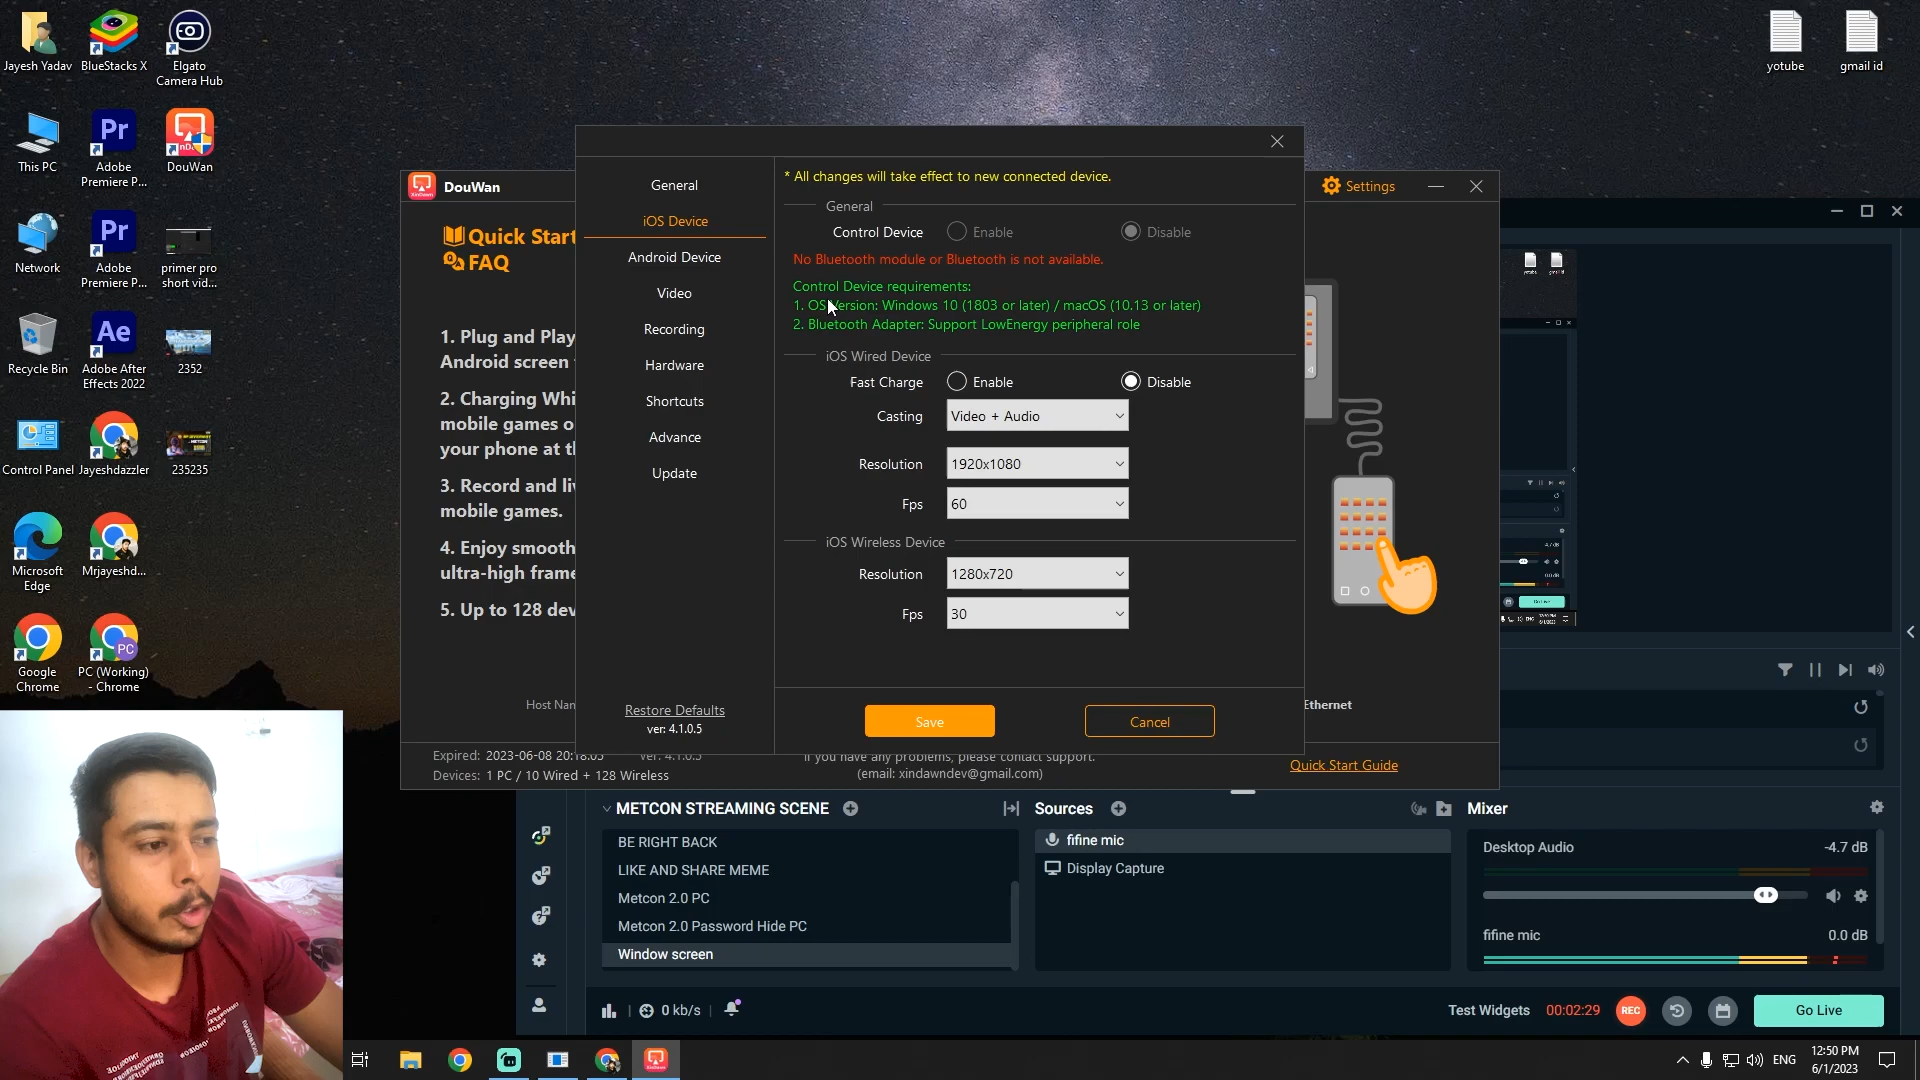 Jayesh Yadav
BlueStacks X
Elgato
Camera Hub
yotube
gmail id
This PC
Adobe
Premiere P...
DouWan
Network
Adobe
Premiere P...
primer pro
short vid...
Recycle Bin
Adobe After
Effects 2022
2352
Control Panel
Jayeshdazzler
235235
Microsoft
Edge
Mrjayeshd...
Google
Chrome
PC (Working)
- Chrome
DouWan
Settings
Quick Start
FAQ
1. Plug and Play
Android screen
2. Charging Whi
mobile games o
your phone at th
3. Record and liv
mobile games.
4. Enjoy smooth
ultra-high frame
5. Up to 128 dev
Host Nan
Ethernet
Expired: 2023-06-08 20:18:05
ver: 4.1.0.5
Devices: 1 PC / 10 Wired + 128 Wireless
If you have any problems, please contact support.
(email: xindawndev@gmail.com)
Quick Start Guide
General
iOS Device
Android Device
Video
Recording
Hardware
Shortcuts
Advance
Update
Restore Defaults
ver: 4.1.0.5
* All changes will take effect to new connected device.
General
Control Device Enable Disable
No Bluetooth module or Bluetooth is not available.
Control Device requirements:
1. OS Version: Windows 10 (1803 or later) / macOS (10.13 or later)
2. Bluetooth Adapter: Support LowEnergy peripheral role
iOS Wired Device
Fast Charge Enable Disable
Casting Video + Audio
Resolution 1920x1080
Fps 60
iOS Wireless Device
Resolution 1280x720
Fps 30
Save
Cancel
METCON STREAMING SCENE
BE RIGHT BACK
LIKE AND SHARE MEME
Metcon 2.0 PC
Metcon 2.0 Password Hide PC
Window screen
Sources
fifine mic
Display Capture
Mixer
Desktop Audio -4.7 dB
fifine mic 0.0 dB
0 kb/s
Test Widgets
00:02:29
REC
Go Live
ENG
12:50 PM
6/1/2023